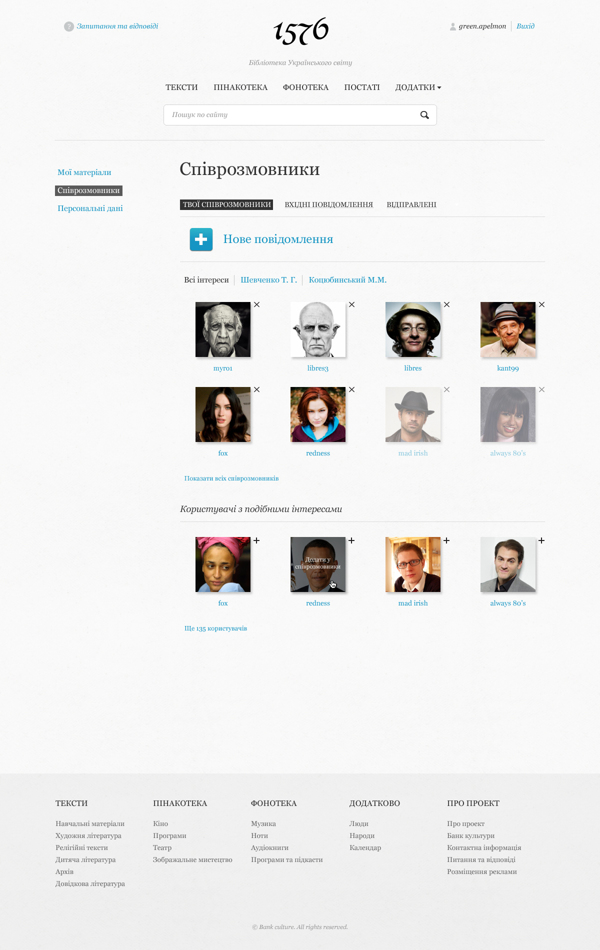 ? Запитання та відповіді
1576
green.apelmon | Вихід
Бібліотека Українського світу
ТЕКСТИ ПІНАКОТЕКА ФОНОТЕКА ПОСТАТІ ДОДАТКИ
Пошук по сайту
Мої матеріали
Співрозмовники
Персональні дані
Співрозмовники
ТВОЇ СПІВРОЗМОВНИКИ ВХІДНІ ПОВІДОМЛЕННЯ ВІДПРАВЛЕНІ
Нове повідомлення
Всі інтереси | Шевченко Т. Г. | Коцюбинський М.М.
myro1 libre23 libres kant99
fox redness mad irish always 80's
Показати всіх співрозмовників
Користувачі з подібними інтересами
Додати у
співрозмовники
fox redness mad irish always 80's
Ще 135 користувачів
ТЕКСТИ
Навчальні матеріали
Художня література
Релігійні тексти
Дитяча література
Архів
Довідкова література
ПІНАКОТЕКА
Кіно
Програми
Театр
Зображальне мистецтво
ФОНОТЕКА
Музика
Ноти
Аудіокниги
Програми та підкасти
ДОДАТКОВО
Люди
Народи
Календар
ПРО ПРОЕКТ
Про проект
Банк культури
Контактна інформація
Питання та відповіді
Розміщення реклами
© Bank culture. All rights reserved.